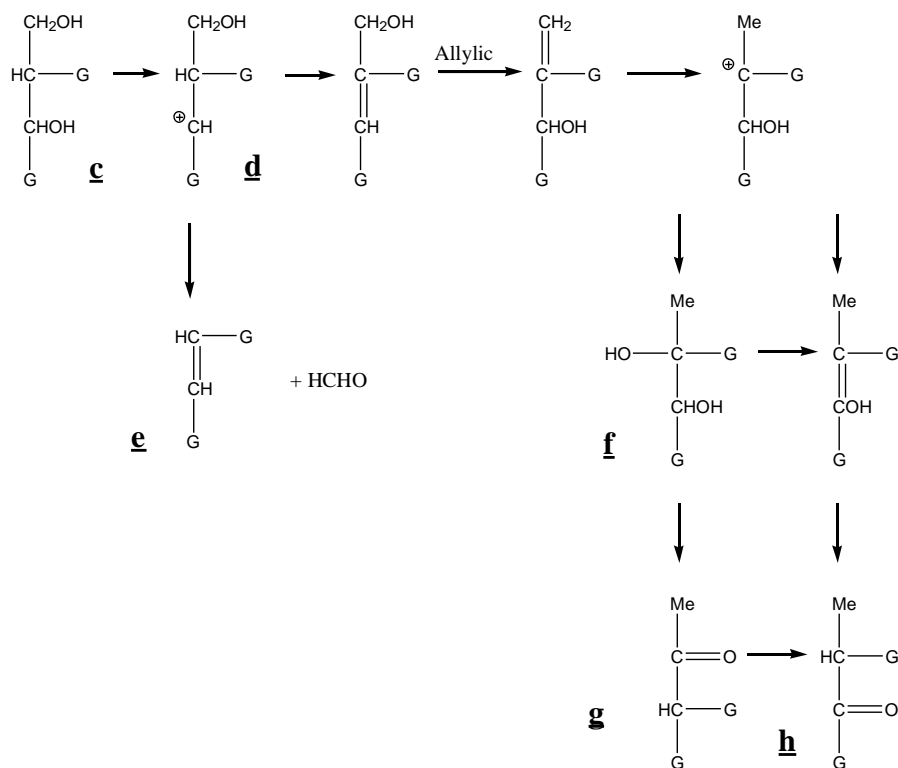 CH2OH CH2OH CH2OH CH2 Me
Allylic
HC G HC G C G C G ⊕ C G
CHOH ⊕ CH CH CHOH CHOH
c d
G G G G G
Me Me
HC G HO C G C G
CH + HCHO CHOH COH
e G f G G
Me Me
C O HC G
g HC G h C O
G G